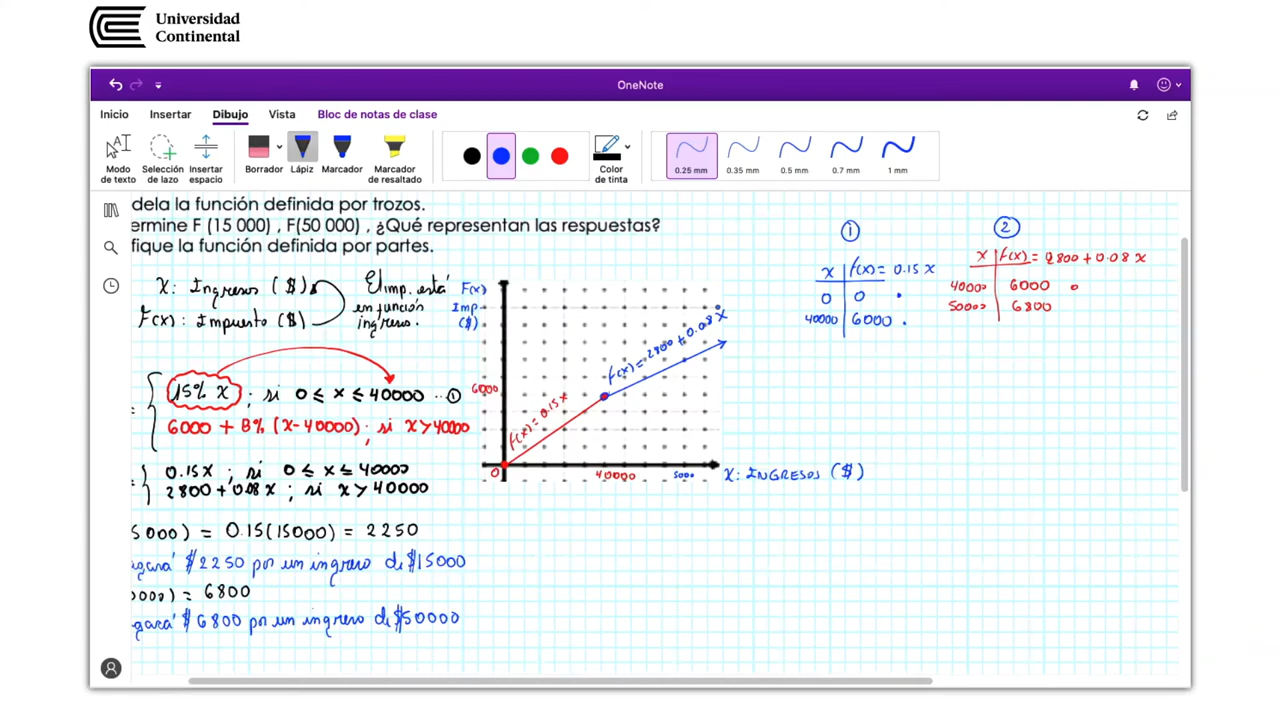 Universidad
Continental
OneNote
Inicio
Insertar
Dibujo
Vista
Bloc de notas de clase
Modo
de texto
Selección
de lazo
Insertar
espacio
Borrador
Lápiz
Marcador
Marcador
de resaltado
Color
de tinta
0.25 mm
0.35 mm
0.5 mm
0.7 mm
1 mm
dela la función definida por trozos.
ermine F (15 000) , F(50 000) , ¿Qué representan las respuestas?
fique la función definida por partes.
X: Ingresos ($)
F(x): Impuesto ($)
El imp. está
en función
ingreso.
15% x ; si 0 ≤ x ≤ 40000 ... ①
6000 + 8% (x-40000) ; si x > 40000
= { 0.15x ; si 0 ≤ x ≤ 40000
2800 + 0.08x ; si x > 40000
5000) = 0.15(15000) = 2250
agará $2250 por un ingreso de $15000
0000) = 6800
gará $6800 por un ingreso de $50000
F(x)
Imp.
($)
6000
f(x) = 0.15x
f(x) = 2800 + 0.08x
0
40000
5000
X: INGRESOS ($)
①
x f(x) = 0.15x
0 0
40000 6000
②
x f(x) = 2800 + 0.08x
40000 6000
50000 6800